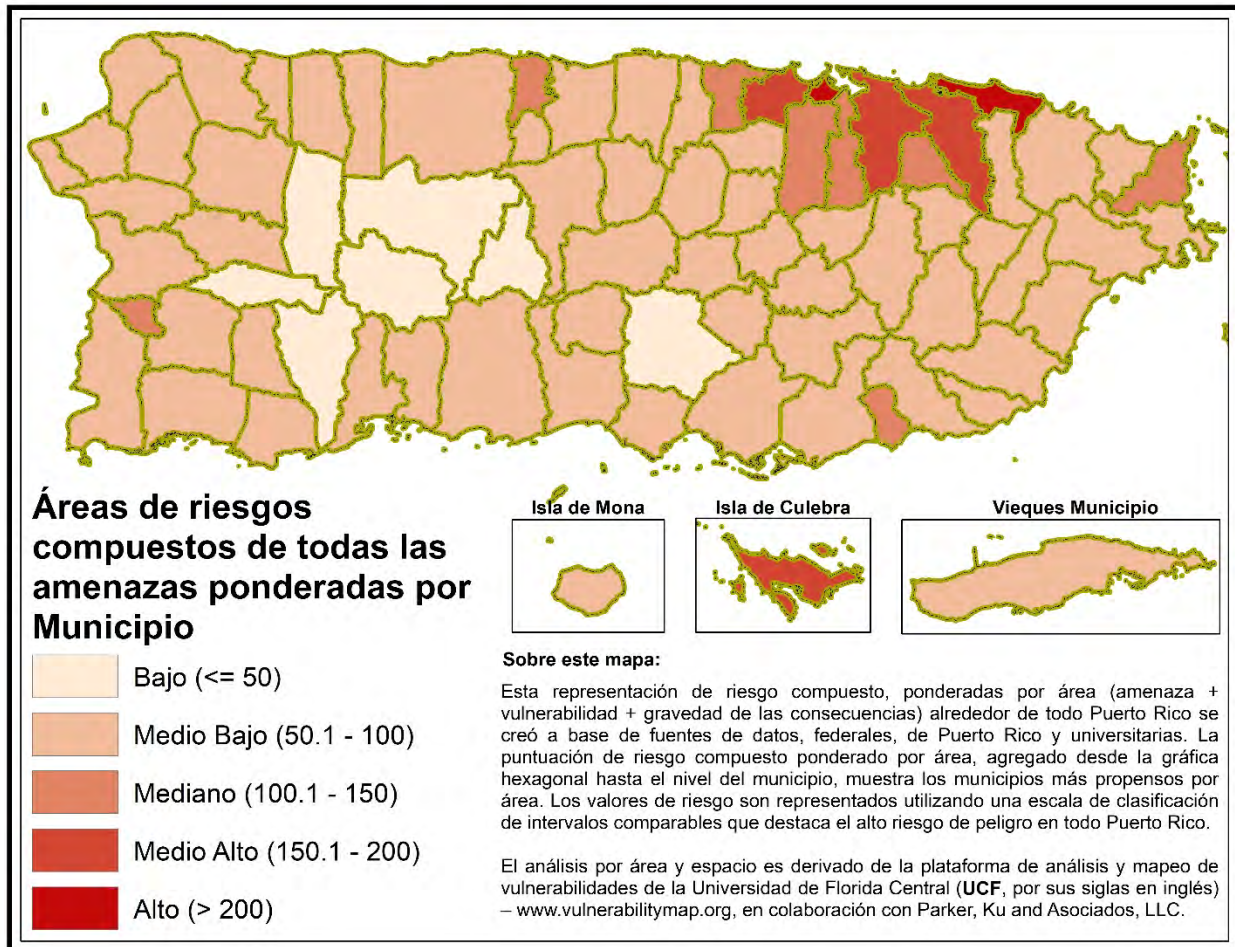 Áreas de riesgos
compuestos de todas las
amenazas ponderadas por
Municipio
Bajo (<= 50)
Medio Bajo (50.1 - 100)
Mediano (100.1 - 150)
Medio Alto (150.1 - 200)
Alto (> 200)
Isla de Mona
Isla de Culebra
Vieques Municipio
Sobre este mapa:
Esta representación de riesgo compuesto, ponderadas por área (amenaza +
vulnerabilidad + gravedad de las consecuencias) alrededor de todo Puerto Rico se
creó a base de fuentes de datos, federales, de Puerto Rico y universitarias. La
puntuación de riesgo compuesto ponderado por área, agregado desde la gráfica
hexagonal hasta el nivel del municipio, muestra los municipios más propensos por
área. Los valores de riesgo son representados utilizando una escala de clasificación
de intervalos comparables que destaca el alto riesgo de peligro en todo Puerto Rico.
El análisis por área y espacio es derivado de la plataforma de análisis y mapeo de
vulnerabilidades de la Universidad de Florida Central (UCF, por sus siglas en inglés)
– www.vulnerabilitymap.org, en colaboración con Parker, Ku and Asociados, LLC.